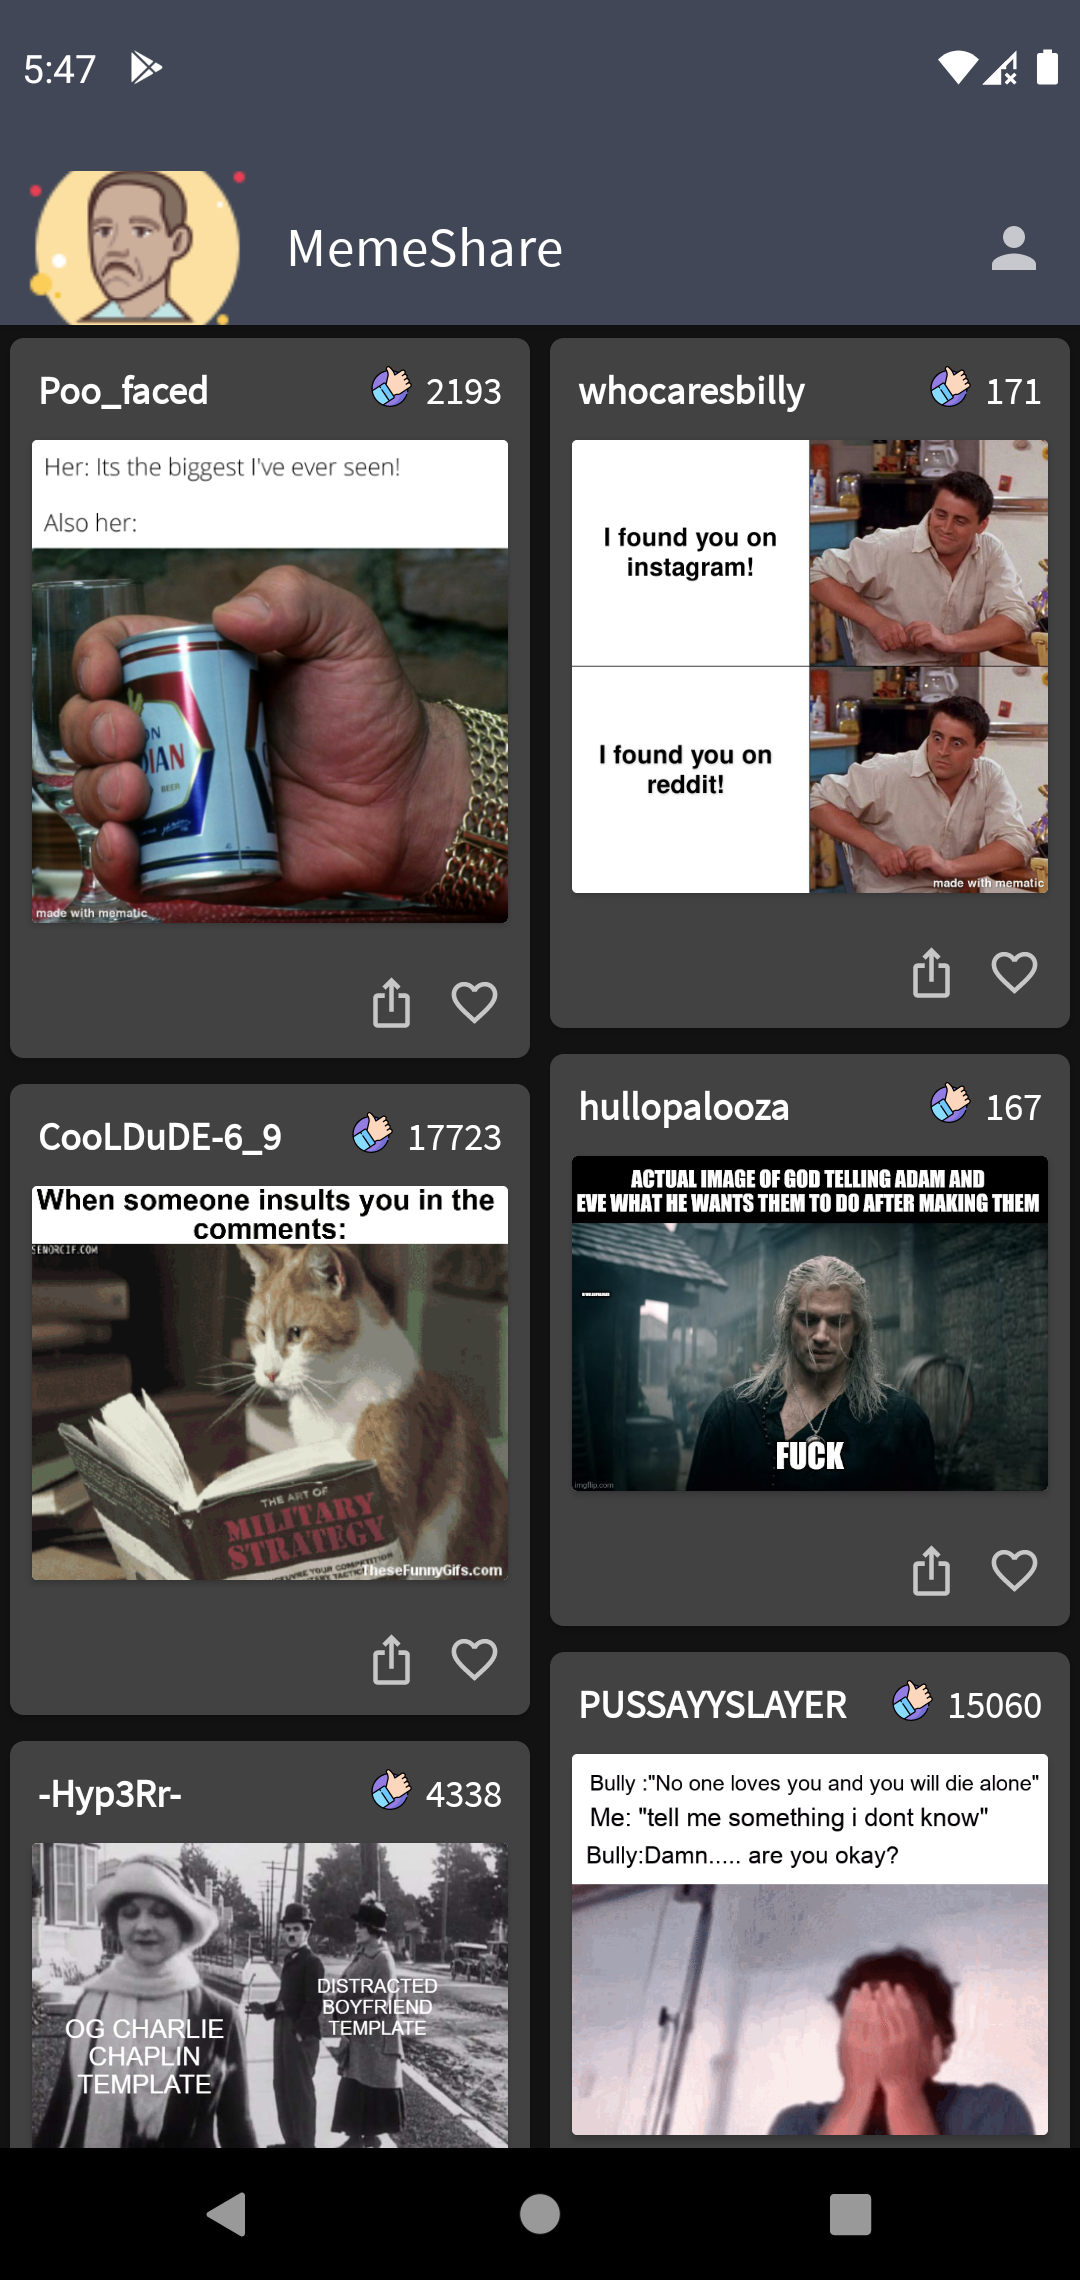 5:47
MemeShare
Poo_faced
2193
Her: Its the biggest I've ever seen!
Also her:
ON
DIAN
BEER
made with mematic
whocaresbilly
171
I found you on
instagram!
I found you on
reddit!
made with mematic
CooLDuDE-6_9
17723
When someone insults you in the
comments:
SENORGIF.COM
THE ART OF
MILITARY
STRATEGY
TheseFunnyGifs.com
hullopalooza
167
ACTUAL IMAGE OF GOD TELLING ADAM AND
EVE WHAT HE WANTS THEM TO DO AFTER MAKING THEM
FUCK
imgflip.com
-Hyp3Rr-
4338
OG CHARLIE
CHAPLIN
TEMPLATE
DISTRACTED
BOYFRIEND
TEMPLATE
PUSSAYYSLAYER
15060
Bully :"No one loves you and you will die alone"
Me: "tell me something i dont know"
Bully:Damn..... are you okay?